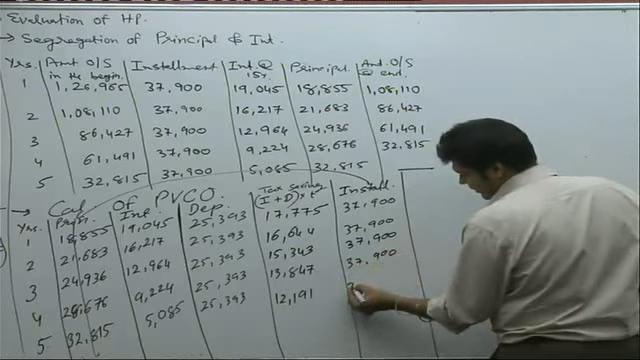 Evaluation of HP.
→ Segregation of Principl & Int.
Yrs. Amt O/S in the begin. Installment Int @ 15% Principal Amt O/S @ end.
1 1,26,965 37,900 19,045 18,855 1,08,110
2 1,08,110 37,900 16,217 21,683 86,427
3 86,427 37,900 12,964 24,936 61,491
4 61,491 37,900 9,224 28,676 32,815
5 32,815 37,900 5,085 32,815
→ Cal of PVCO.
Yrs. Prin. Int. Dep. Tax Saving (I + D) × t Install.
1 18,855 19,045 25,393 17,775 37,900
2 21,683 16,217 25,393 16,644 37,900
3 24,936 12,964 25,393 15,343 37,900
4 28,676 9,224 25,393 13,847 37,900
5 32,815 5,085 25,393 12,191